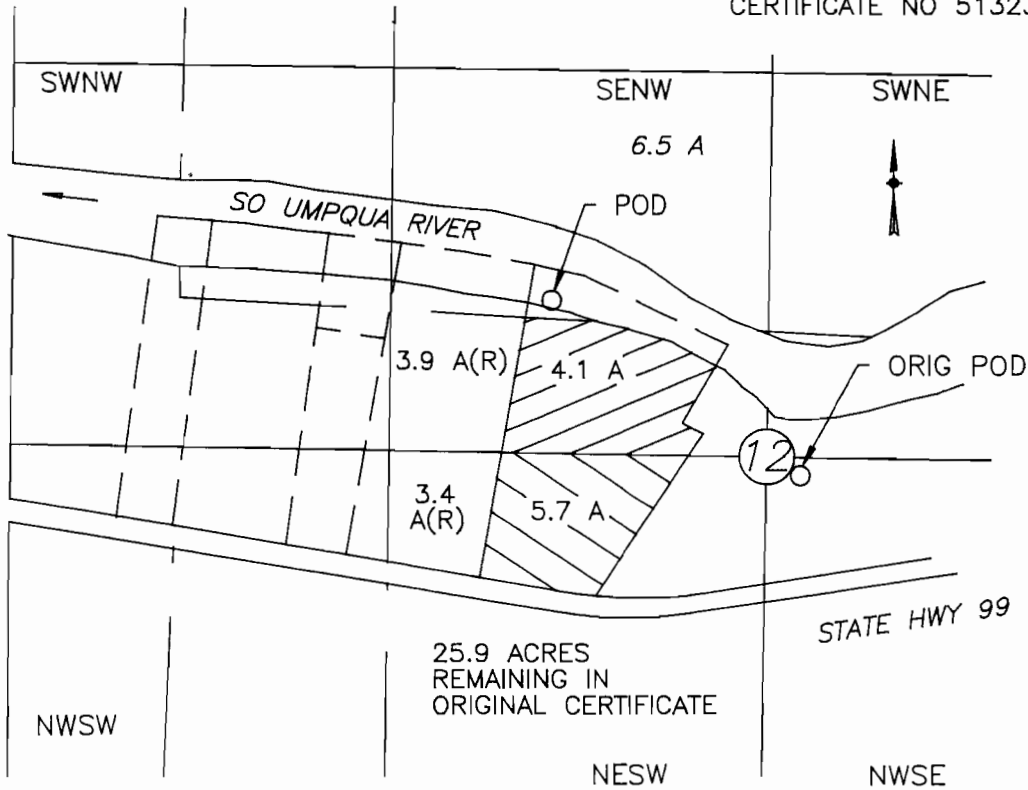 CERTIFICATE NO 5132
SWNW
SENW
SWNE
6.5 A
POD
SO UMPQUA RIVER
3.9 A(R)
4.1 A
ORIG POD
12
3.4
A(R)
5.7 A
STATE HWY 99
25.9 ACRES
REMAINING IN
ORIGINAL CERTIFICATE
NWSW
NESW
NWSE